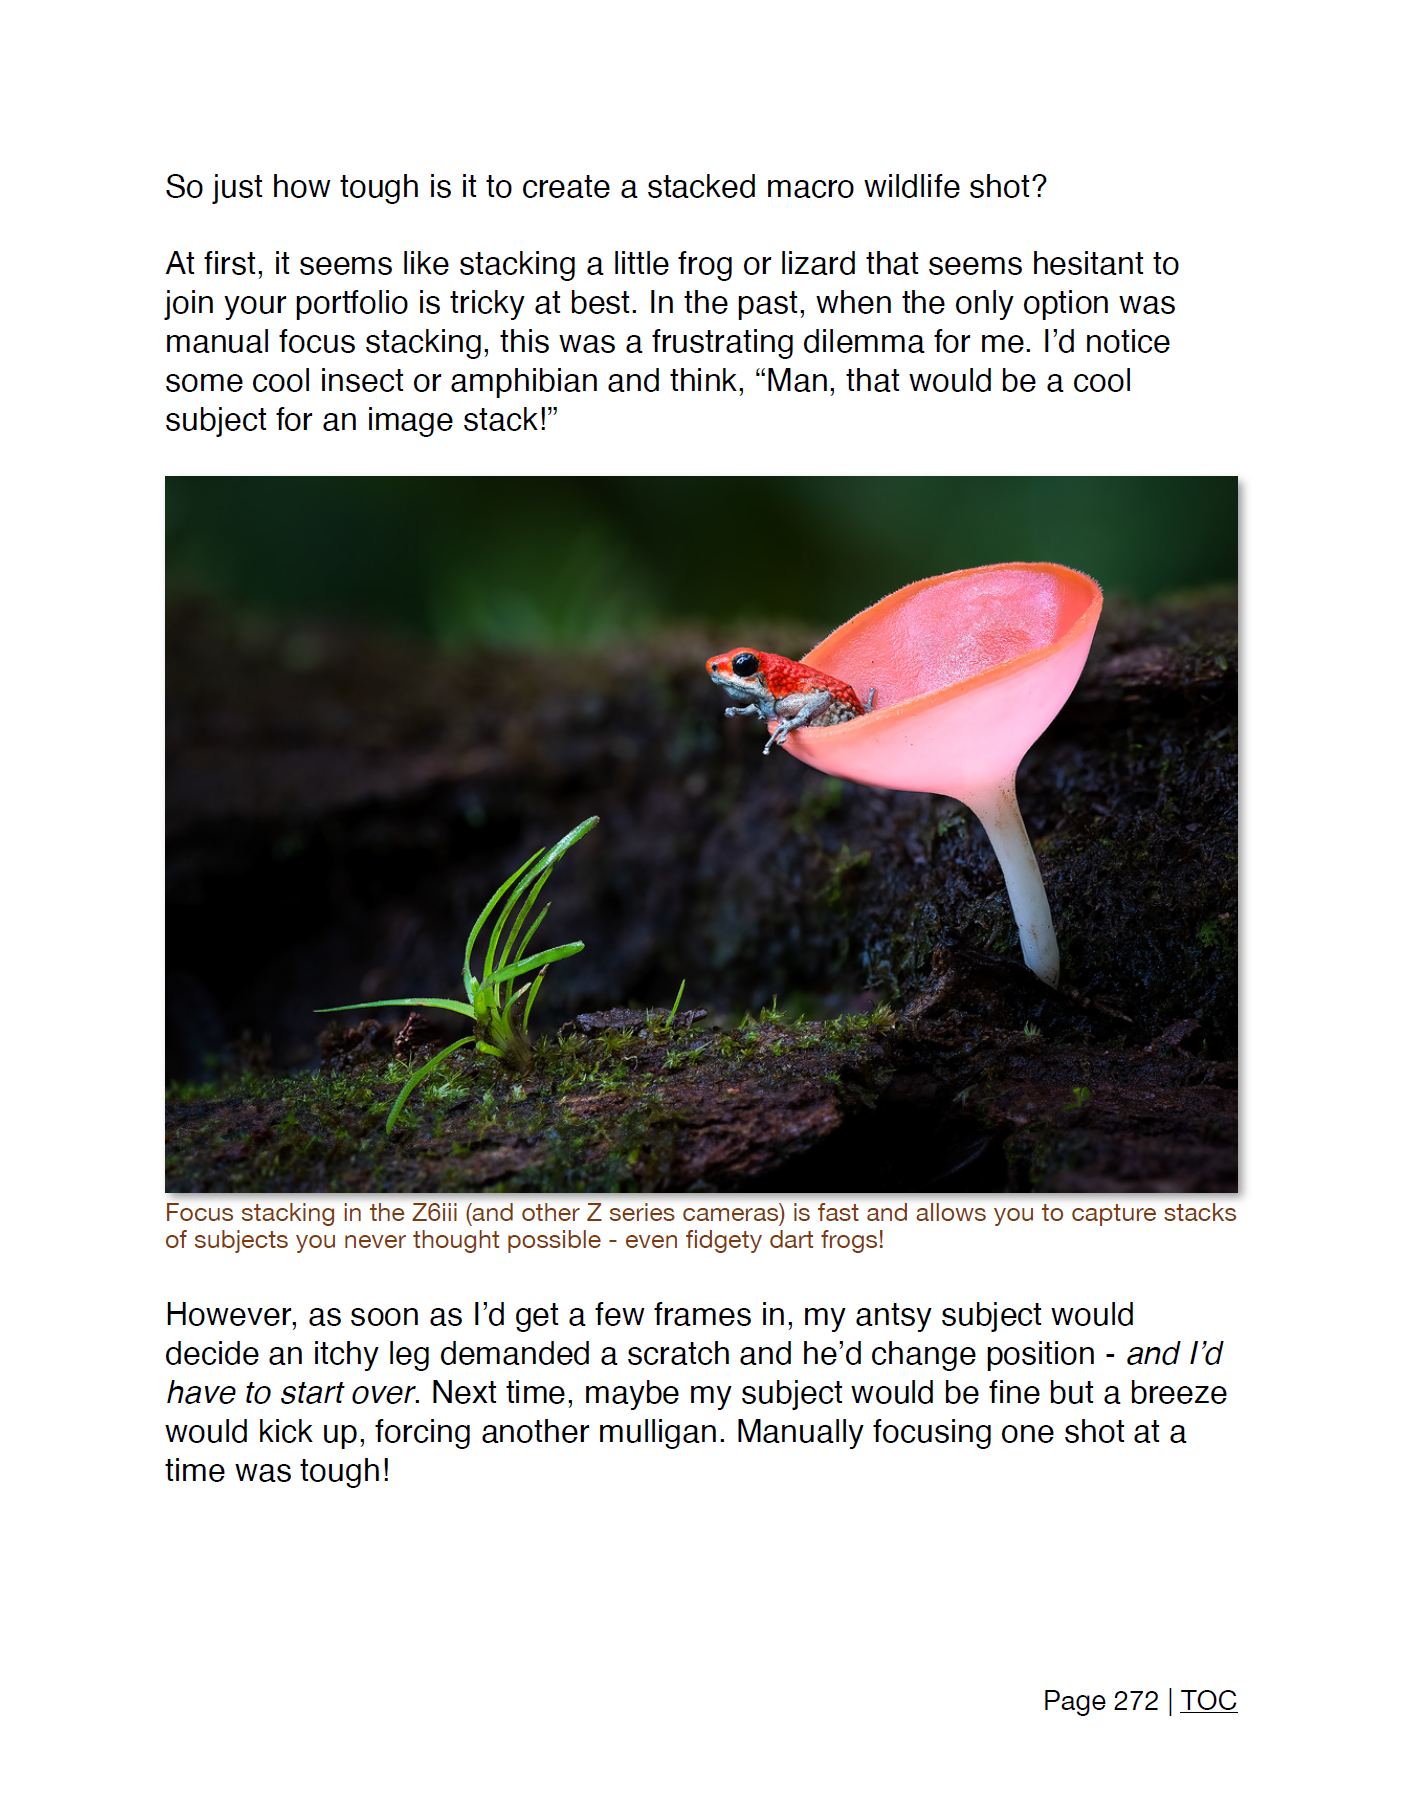 So just how tough is it to create a stacked macro wildlife shot?
At first, it seems like stacking a little frog or lizard that seems hesitant to
join your portfolio is tricky at best. In the past, when the only option was
manual focus stacking, this was a frustrating dilemma for me. I’d notice
some cool insect or amphibian and think, “Man, that would be a cool
subject for an image stack!”
Focus stacking in the Z6iii (and other Z series cameras) is fast and allows you to capture stacks
of subjects you never thought possible - even fidgety dart frogs!
However, as soon as I’d get a few frames in, my antsy subject would
decide an itchy leg demanded a scratch and he’d change position - and I’d
have to start over. Next time, maybe my subject would be fine but a breeze
would kick up, forcing another mulligan. Manually focusing one shot at a
time was tough!
Page 272 | TOC